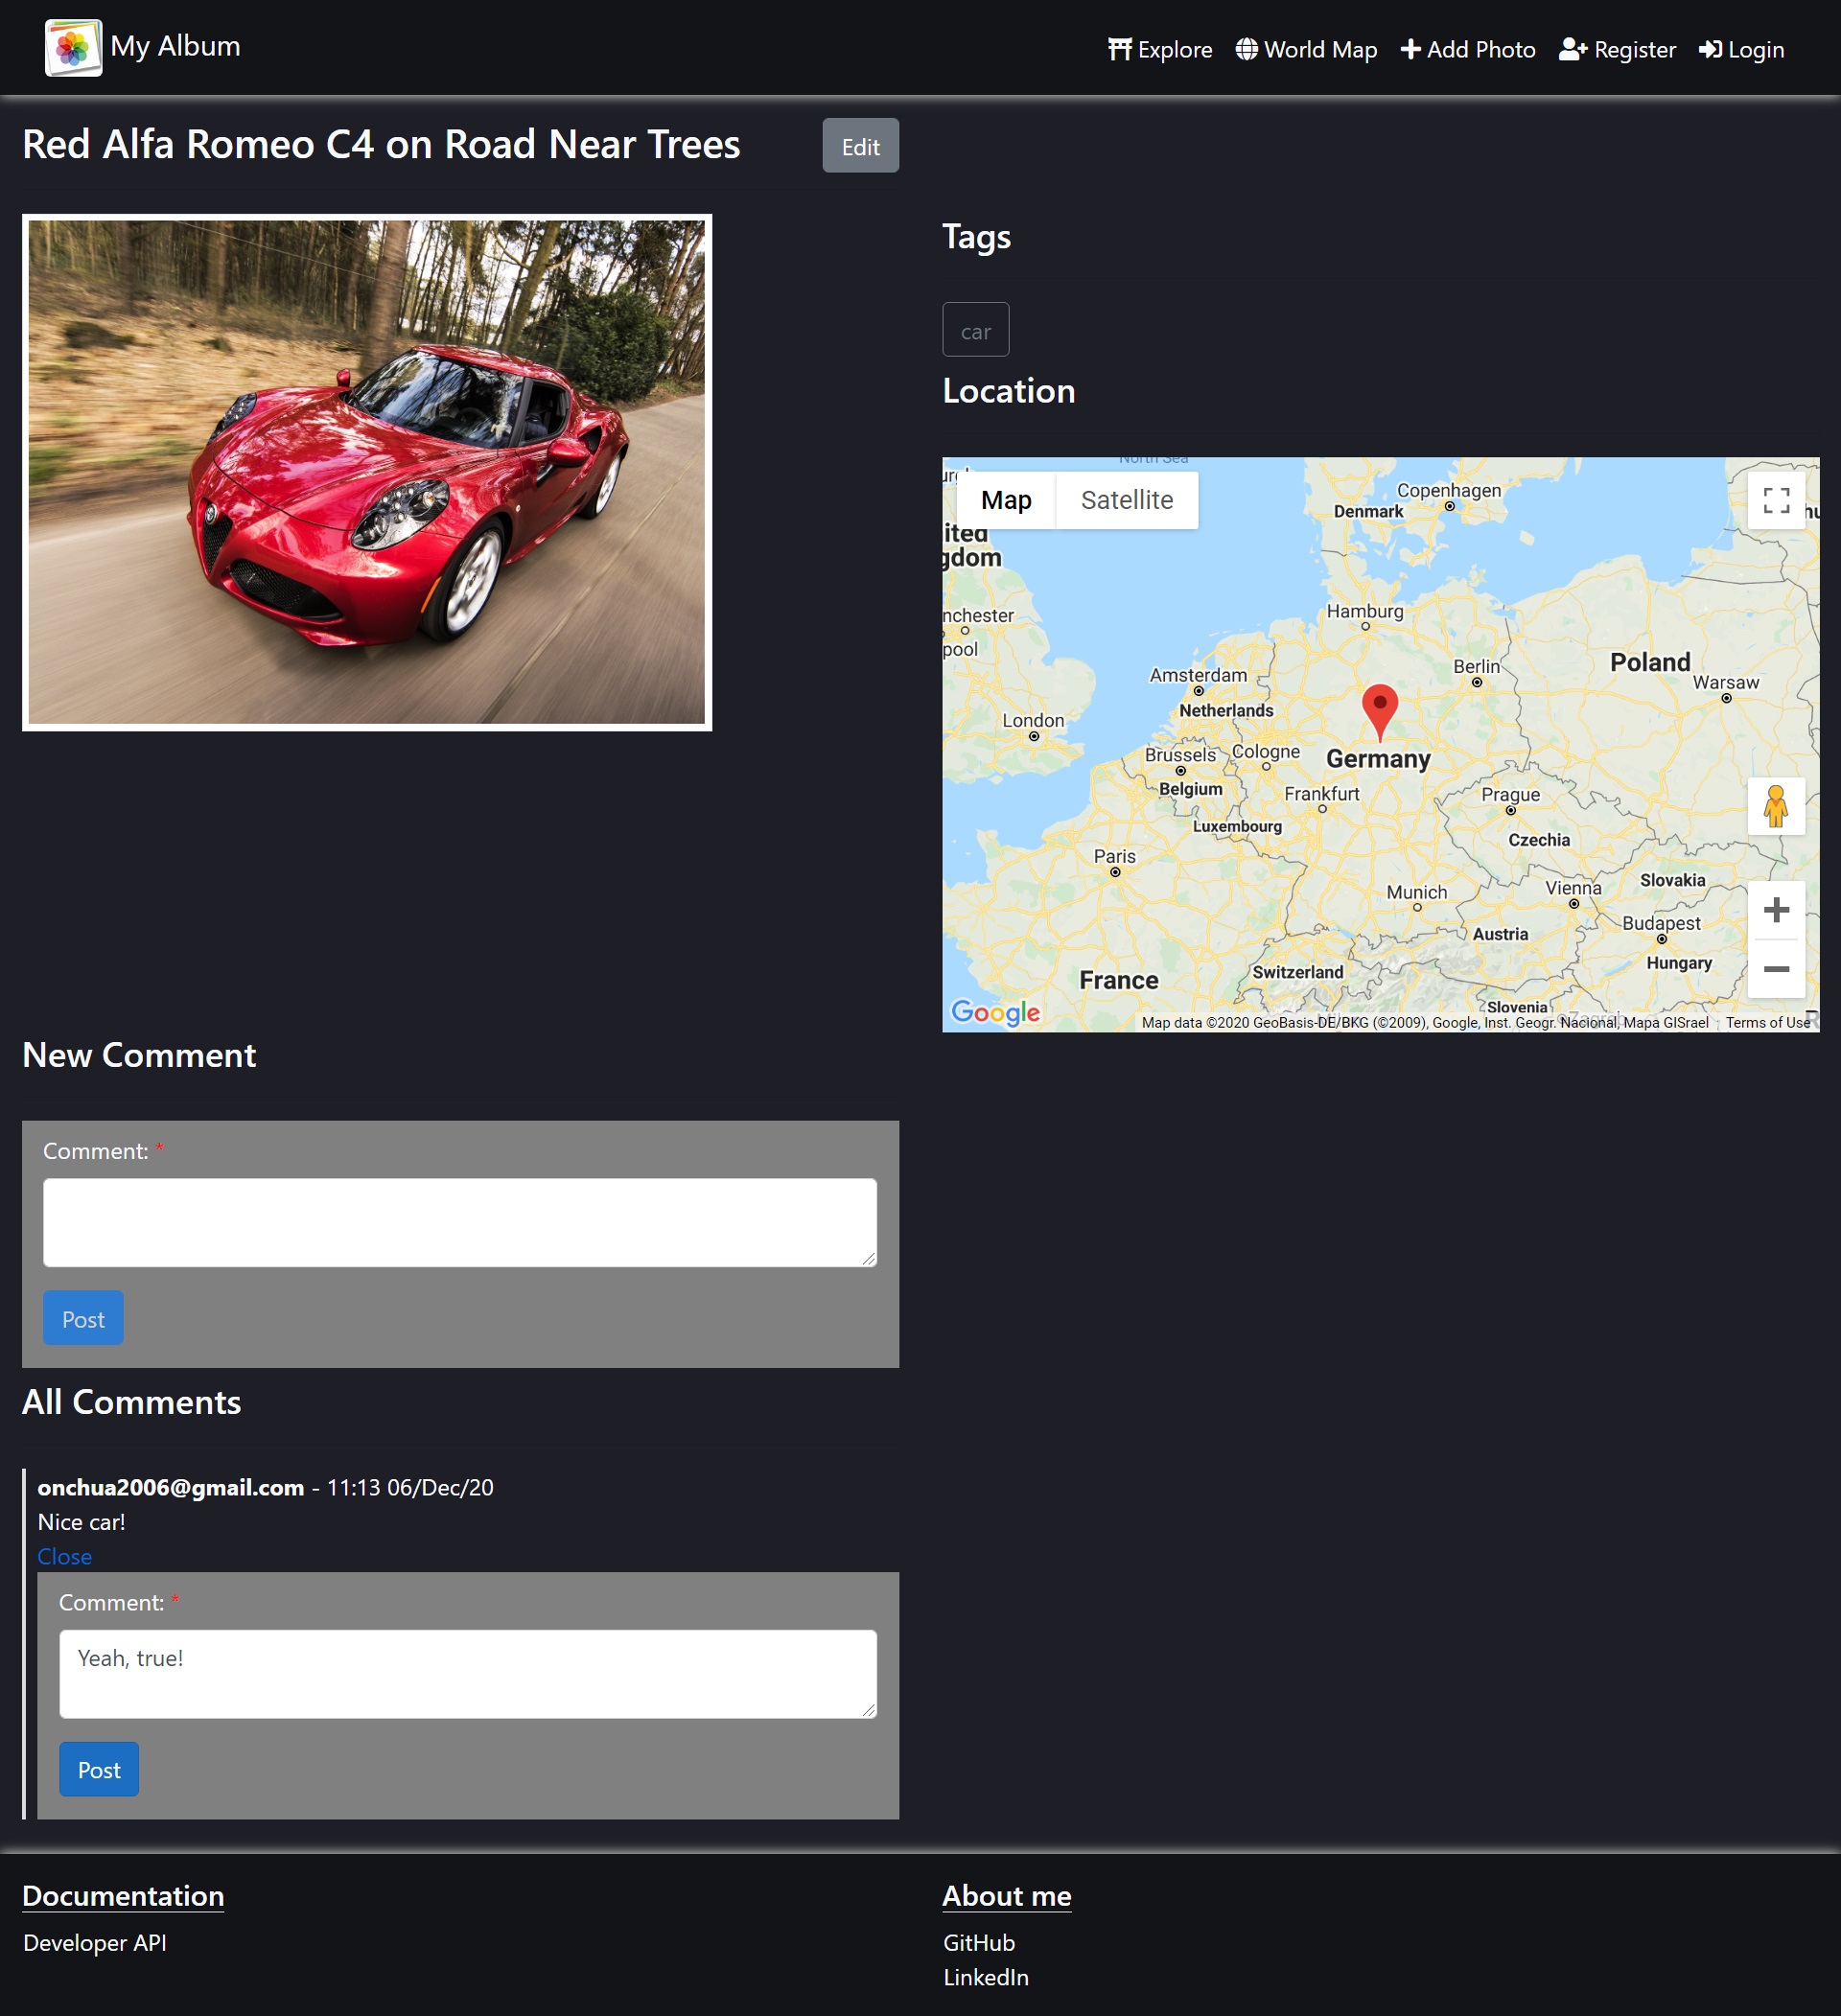 My Album
Explore
World Map
Add Photo
Register
Login
Red Alfa Romeo C4 on Road Near Trees
Edit
Tags
car
Location
North Sea
Map
Satellite
Copenhagen
Denmark
ited
gdom
nchester
pool
Hamburg
Berlin
Poland
Warsaw
Amsterdam
Netherlands
London
Brussels
Cologne
Germany
Belgium
Frankfurt
Prague
Luxembourg
Czechia
Paris
Munich
Vienna
Slovakia
Budapest
Austria
Switzerland
Hungary
France
Slovenia
Zagreb
Google
Map data ©2020 GeoBasis-DE/BKG (©2009), Google, Inst. Geogr. Nacional, Mapa GISrael
Terms of Use
New Comment
Comment: *
Post
All Comments
onchua2006@gmail.com - 11:13 06/Dec/20
Nice car!
Close
Comment: *
Yeah, true!
Post
Documentation
Developer API
About me
GitHub
LinkedIn